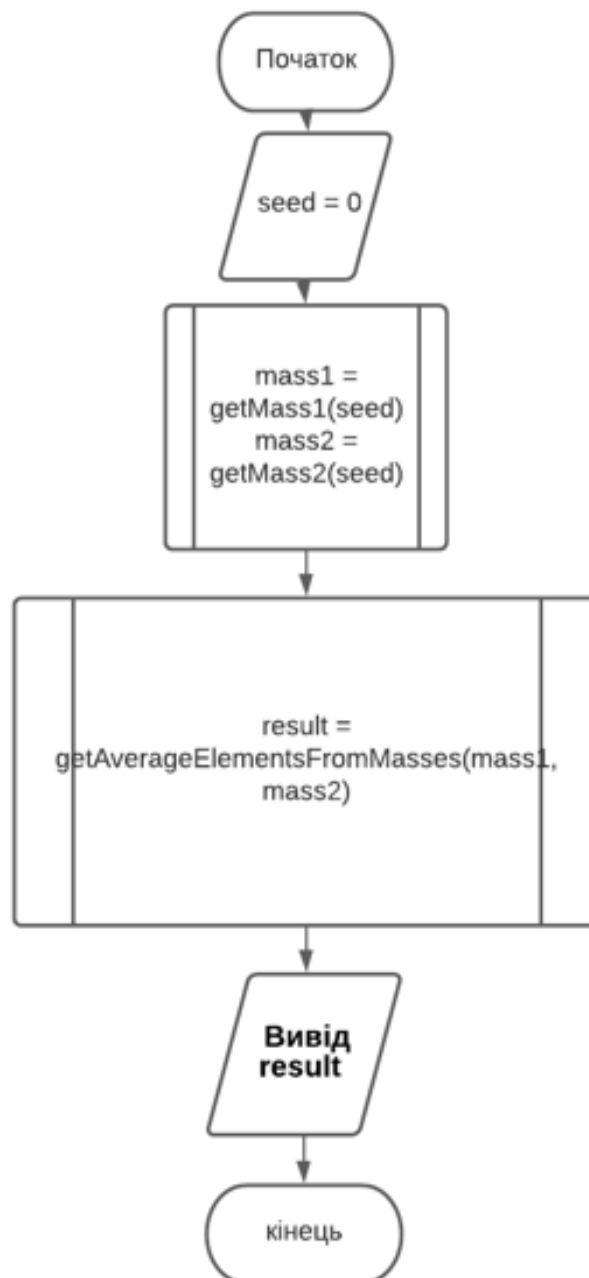 Початок
seed = 0
mass1 =
getMass1(seed)
mass2 =
getMass2(seed)
result =
getAverageElementsFromMasses(mass1,
mass2)
Вивід
result
кінець